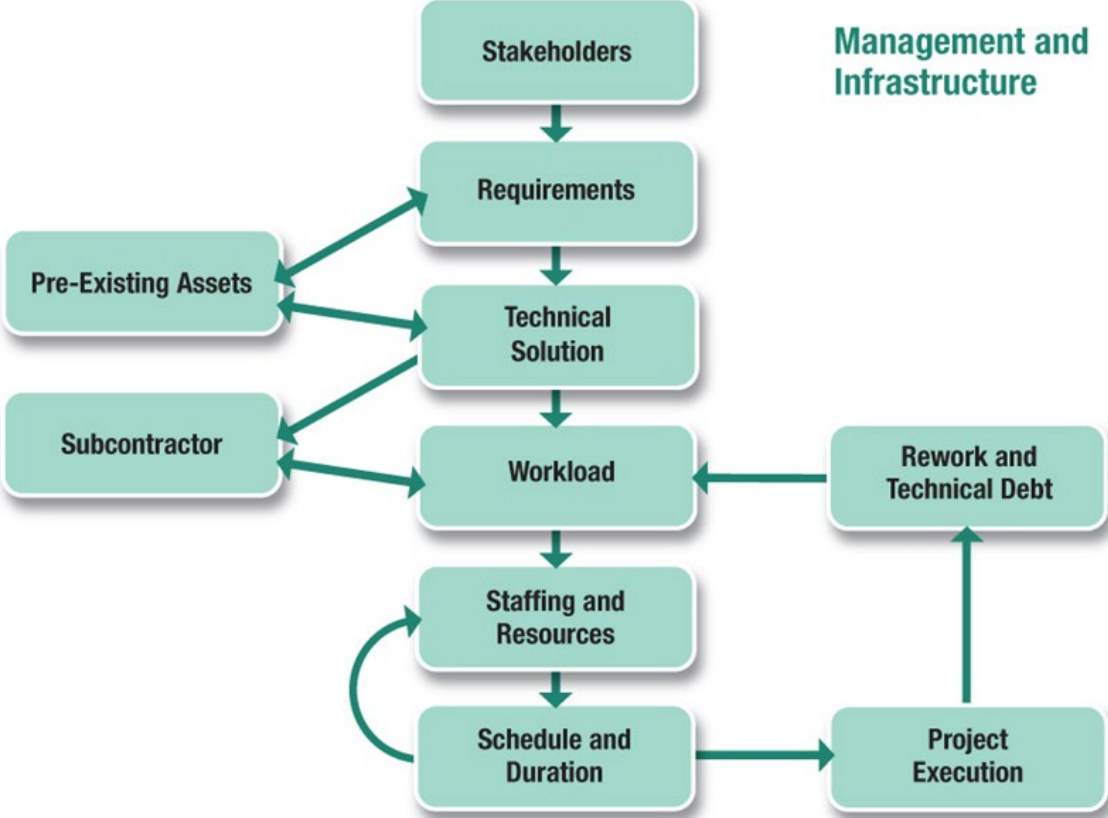 Stakeholders
Management and
Infrastructure
Requirements
Pre-Existing Assets
Technical
Solution
Subcontractor
Workload
Rework and
Technical Debt
Staffing and
Resources
Schedule and
Duration
Project
Execution